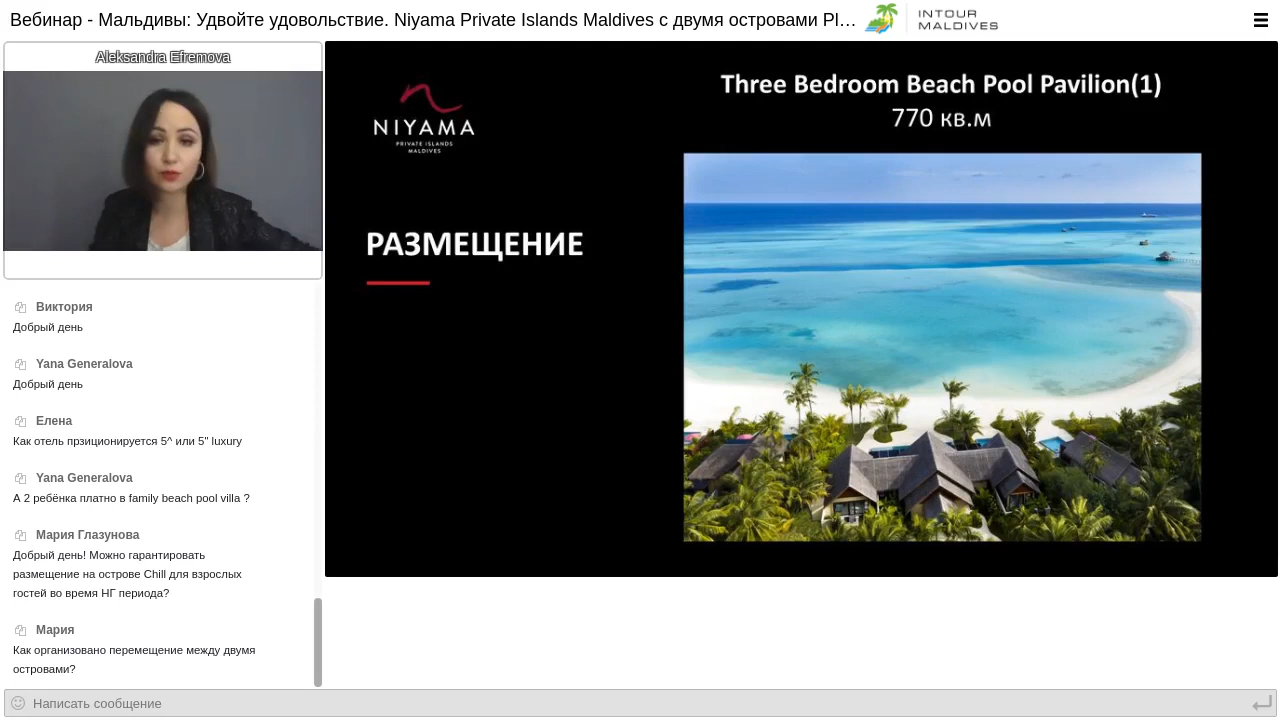 Вебинар - Мальдивы: Удвойте удовольствие. Niyama Private Islands Maldives с двумя островами Pl…
INTOUR
MALDIVES
Aleksandra Efremova
Виктория
Добрый день
Yana Generalova
Добрый день
Елена
Как отель прзиционируется 5^ или 5" luxury
Yana Generalova
А 2 ребёнка платно в family beach pool villa ?
Мария Глазунова
Добрый день! Можно гарантировать
размещение на острове Chill для взрослых
гостей во время НГ периода?
Мария
Как организовано перемещение между двумя
островами?
Написать сообщение
NIYAMA
PRIVATE ISLANDS
MALDIVES
РАЗМЕЩЕНИЕ
Three Bedroom Beach Pool Pavilion(1)
770 кв.м